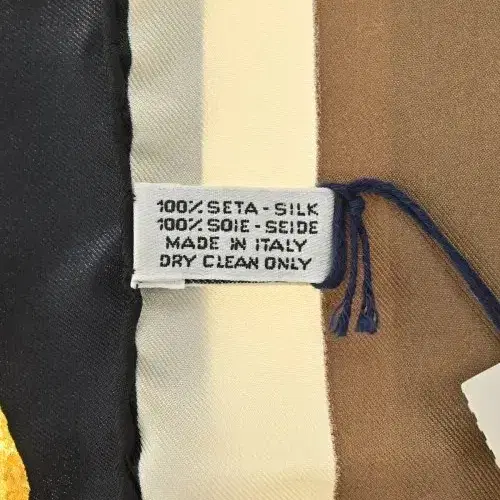 100% SETA - SILK
100% SOIE - SEIDE
MADE IN ITALY
DRY CLEAN ONLY